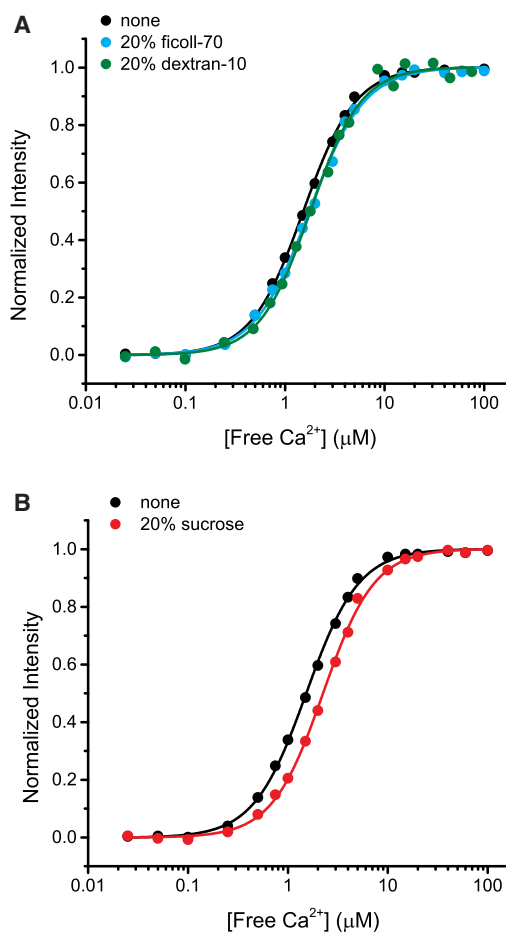 A
none
20% ficoll-70
20% dextran-10
1.0
0.8
0.6
0.4
0.2
0.0
Normalized Intensity
0.01 0.1 1 10 100
[Free Ca²⁺] (μM)
B
none
20% sucrose
1.0
0.8
0.6
0.4
0.2
0.0
Normalized Intensity
0.01 0.1 1 10 100
[Free Ca²⁺] (μM)